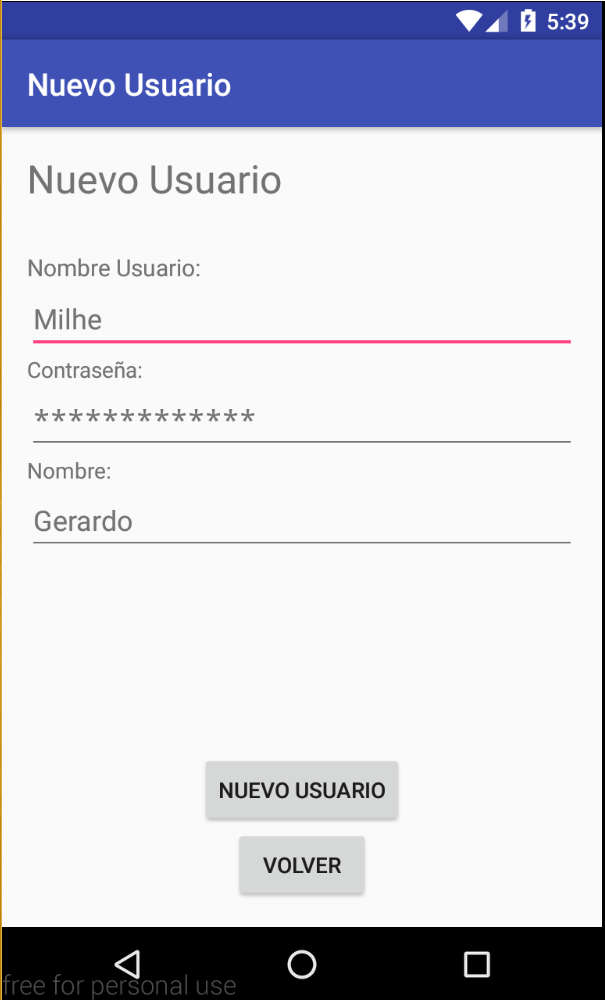 5:39
Nuevo Usuario
Nuevo Usuario
Nombre Usuario:
Milhe
Contraseña:
*************
Nombre:
Gerardo
NUEVO USUARIO
VOLVER
free for personal use